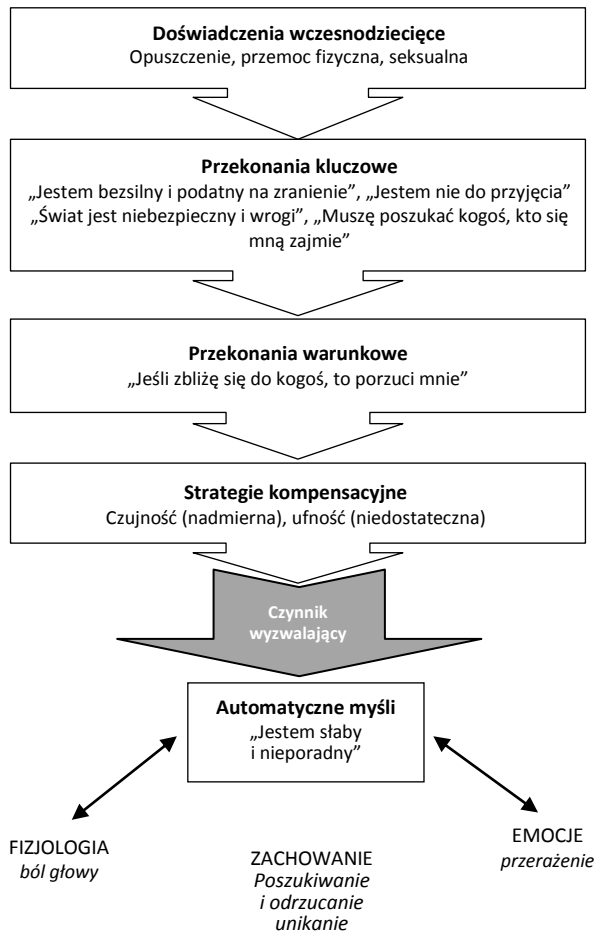 Doświadczenia wczesnodziecięce
Opuszczenie, przemoc fizyczna, seksualna
Przekonania kluczowe
„Jestem bezsilny i podatny na zranienie”, „Jestem nie do przyjęcia”
„Świat jest niebezpieczny i wrogi”, „Muszę poszukać kogoś, kto się
mną zajmie”
Przekonania warunkowe
„Jeśli zbliżę się do kogoś, to porzuci mnie”
Strategie kompensacyjne
Czujność (nadmierna), ufność (niedostateczna)
Czynnik
wyzwalający
Automatyczne myśli
„Jestem słaby
i nieporadny”
FIZJOLOGIA
ból głowy
ZACHOWANIE
Poszukiwanie
i odrzucanie
unikanie
EMOCJE
przerażenie